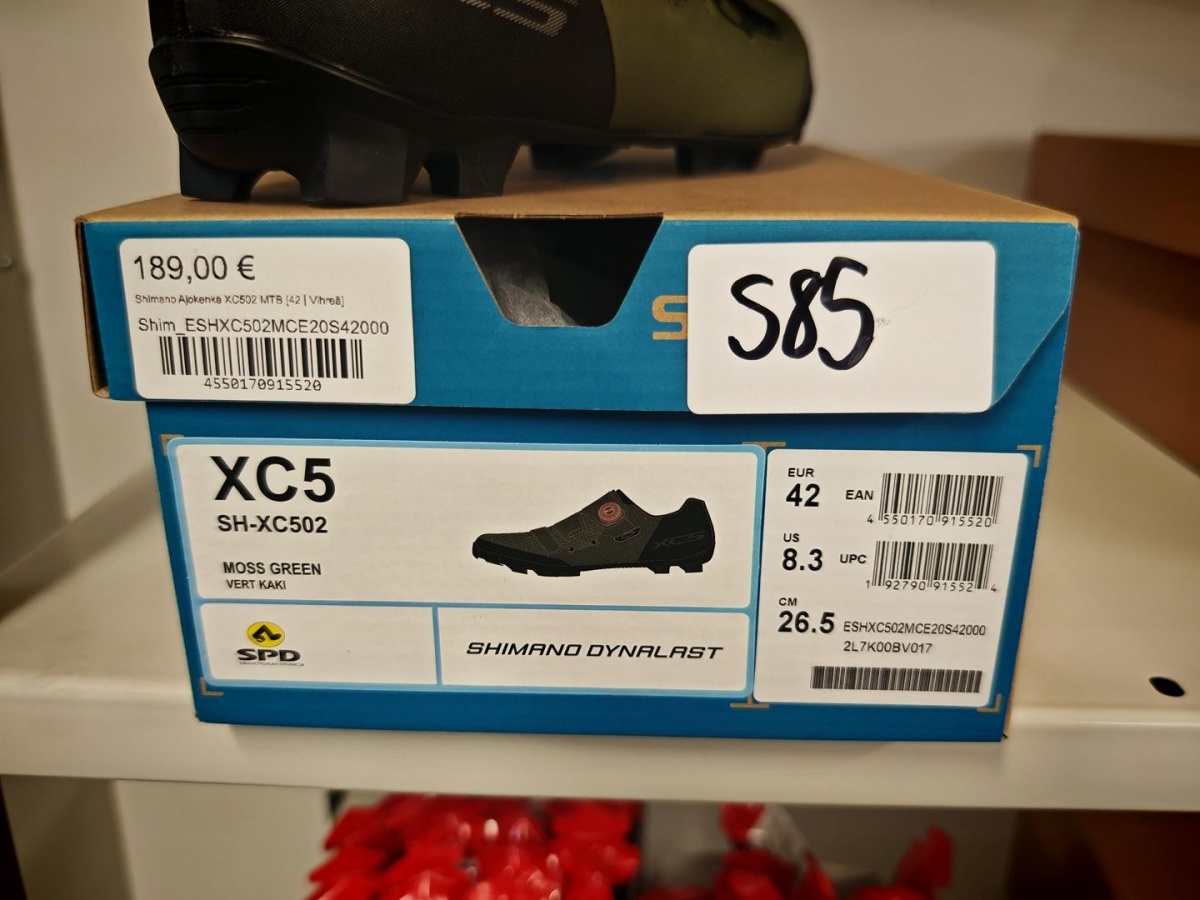 189,00 €
Shimano Ajokenkä XC502 MTB [42 | Vihreä]
Shim_ESHXC502MCE20S42000
4550170915520
S
S85
XC5
SH-XC502
MOSS GREEN
VERT KAKI
XC5
SPD
SHIMANO DYNALAST
EUR
42
EAN
4 550170 915520
US
8.3
UPC
1 92790 91552 4
CM
26.5
ESHXC502MCE20S42000
2L7K00BV017